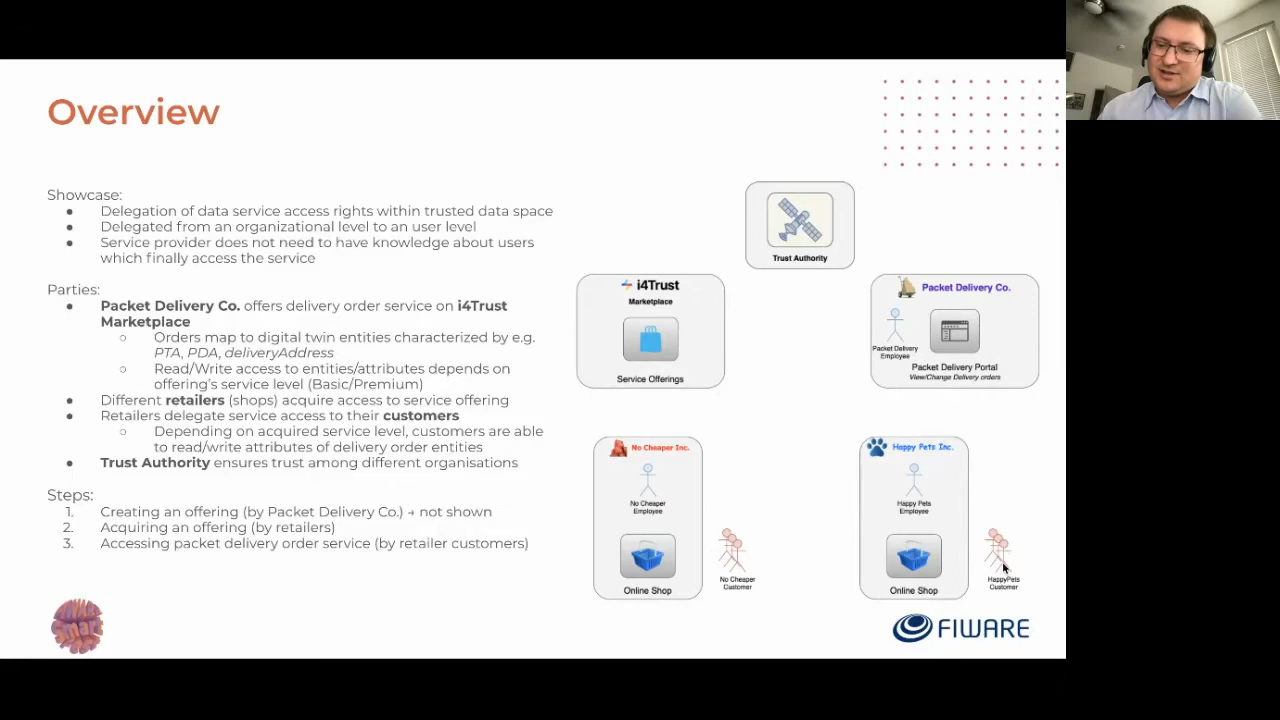 Overview
Showcase:
● Delegation of data service access rights within trusted data space
● Delegated from an organizational level to an user level
● Service provider does not need to have knowledge about users
which finally access the service
Parties:
● Packet Delivery Co. offers delivery order service on i4Trust
Marketplace
○ Orders map to digital twin entities characterized by e.g.
PTA, PDA, deliveryAddress
○ Read/Write access to entities/attributes depends on
offering's service level (Basic/Premium)
● Different retailers (shops) acquire access to service offering
● Retailers delegate service access to their customers
○ Depending on acquired service level, customers are able
to read/write attributes of delivery order entities
● Trust Authority ensures trust among different organisations
Steps:
1. Creating an offering (by Packet Delivery Co.) → not shown
2. Acquiring an offering (by retailers)
3. Accessing packet delivery order service (by retailer customers)
Trust Authority
i4Trust
Marketplace
Service Offerings
Packet Delivery Co.
Packet Delivery
Employee
Packet Delivery Portal
View/Change Delivery orders
No Cheaper Inc.
No Cheaper
Employee
Online Shop
No Cheaper
Customer
Happy Pets Inc.
Happy Pets
Employee
Online Shop
HappyPets
Customer
FIWARE